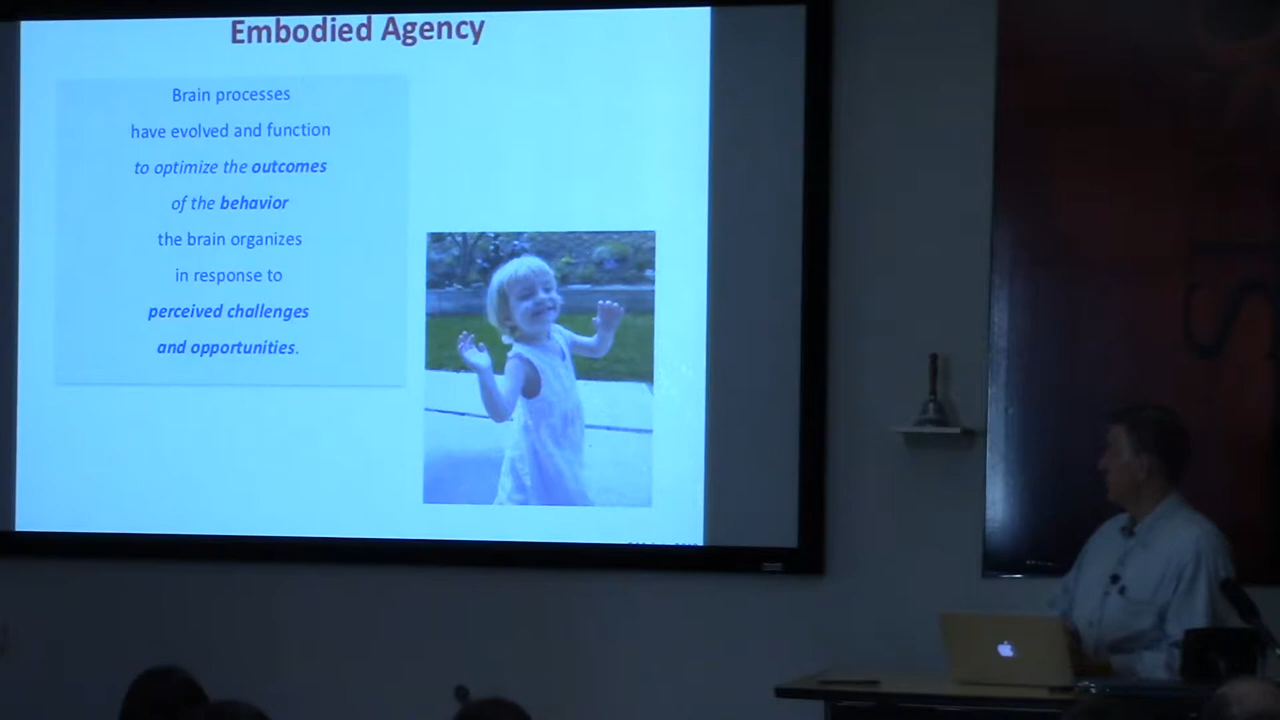 Embodied Agency
Brain processes
have evolved and function
to optimize the outcomes
of the behavior
the brain organizes
in response to
perceived challenges
and opportunities.